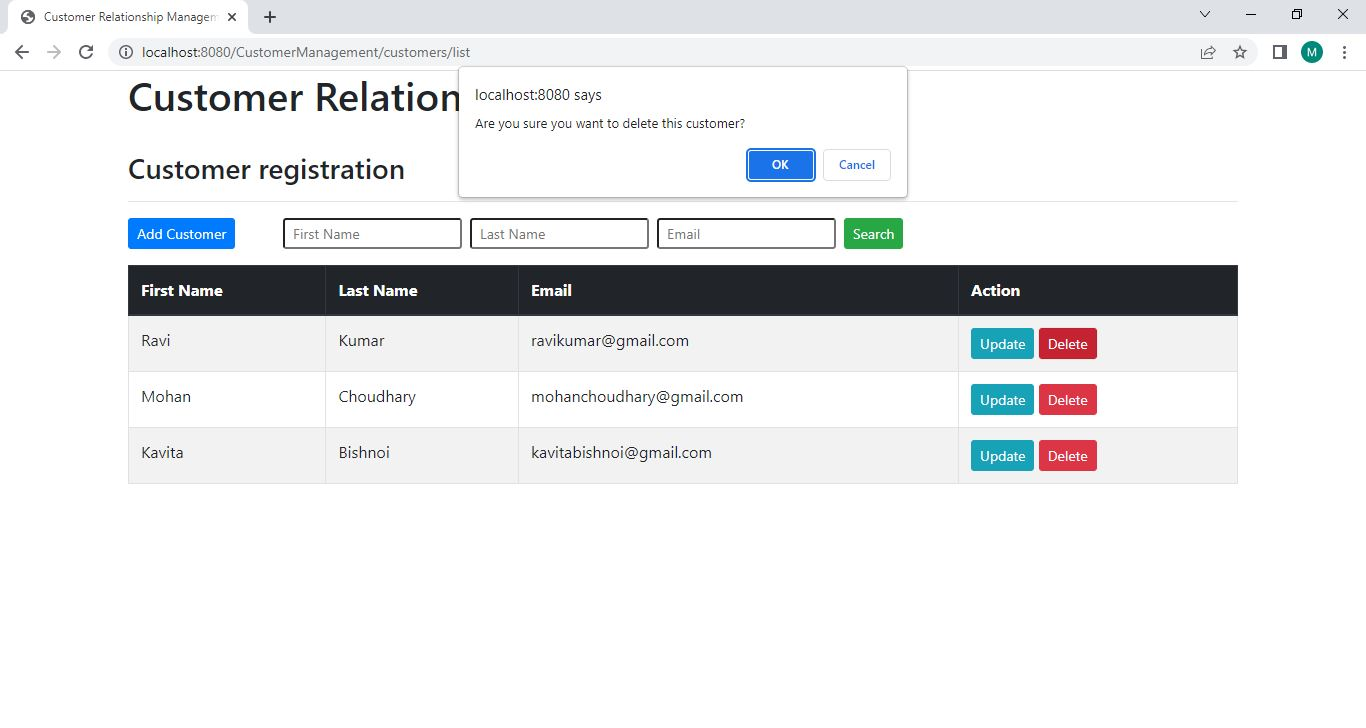 Customer Relationship Managem
localhost:8080/CustomerManagement/customers/list
M
Customer Relation
localhost:8080 says
Are you sure you want to delete this customer?
OK Cancel
Customer registration
Add Customer First Name Last Name Email Search
First Name Last Name Email Action
Ravi Kumar ravikumar@gmail.com Update Delete
Mohan Choudhary mohanchoudhary@gmail.com Update Delete
Kavita Bishnoi kavitabishnoi@gmail.com Update Delete